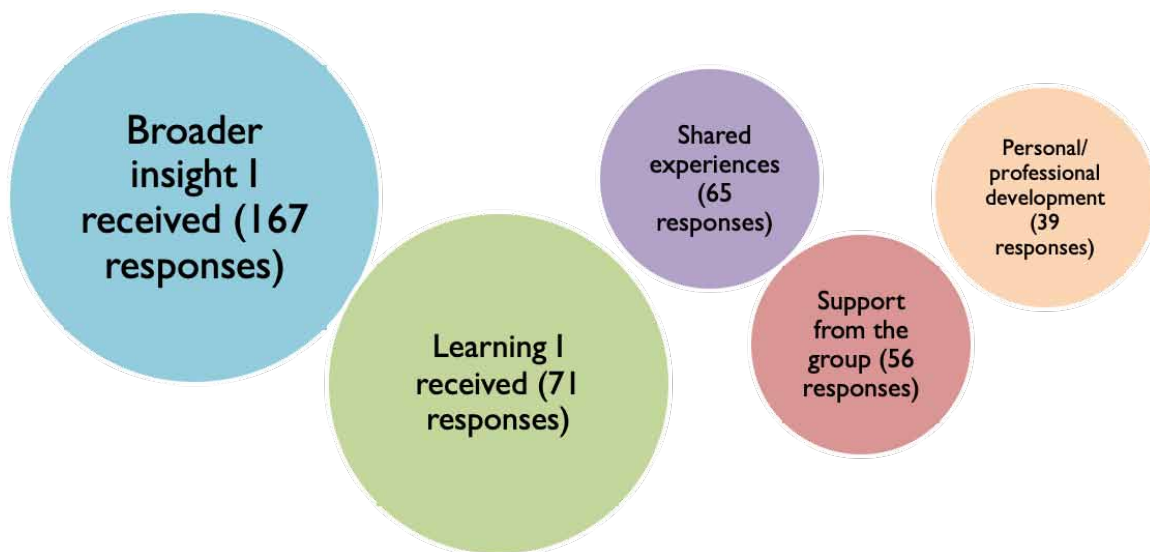 Broader
insight I
received (167
responses)
Learning I
received (71
responses)
Shared
experiences
(65
responses)
Support
from the
group (56
responses)
Personal/
professional
development
(39
responses)